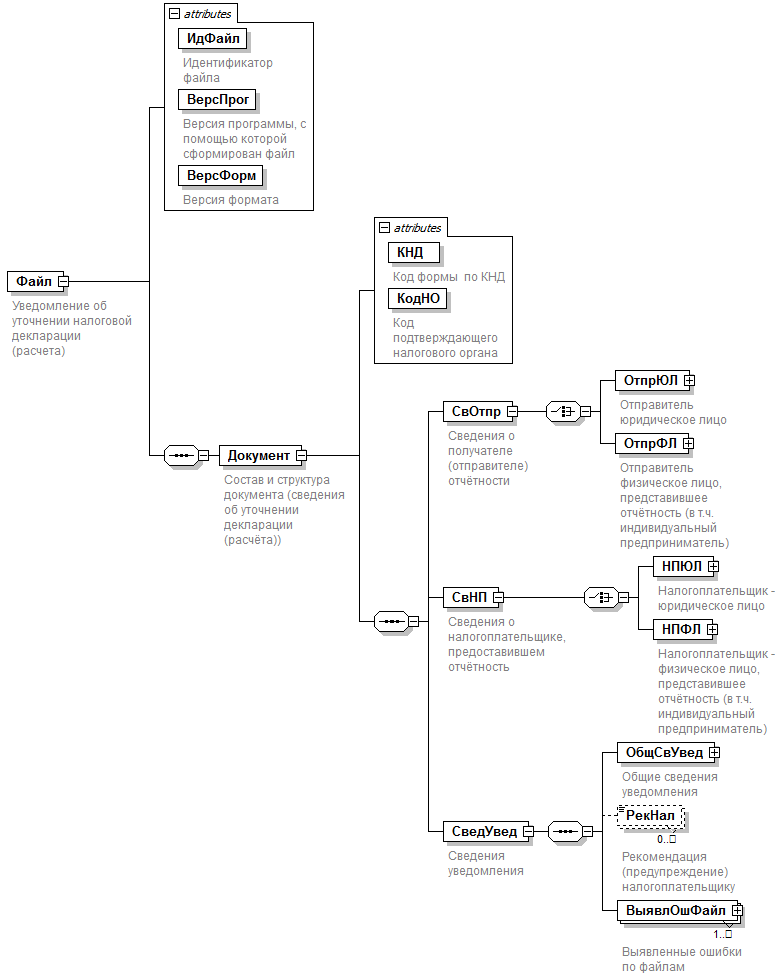 attributes
ИдФайл
Идентификатор
файла
ВерсПрог
Версия программы, с
помощью которой
сформирован файл
ВерсФорм
Версия формата
Файл
Уведомление об
уточнении налоговой
декларации
(расчета)
attributes
КНД
Код формы по КНД
КодНО
Код
подтверждающего
налогового органа
Документ
Состав и структура
документа (сведения
об уточнении
декларации
(расчёта))
СвОтпр
Сведения о
получателе
(отправителе)
отчётности
ОтпрЮЛ
Отправитель
юридическое лицо
ОтпрФЛ
Отправитель
физическое лицо,
представившее
отчётность (в т.ч.
индивидуальный
предприниматель)
СвНП
Сведения о
налогоплательщике,
предоставившем
отчётность
НПЮЛ
Налогоплательщик -
юридическое лицо
НПФЛ
Налогоплательщик -
физическое лицо,
представившее
отчётность (в т.ч.
индивидуальный
предприниматель)
СведУвед
Сведения
уведомления
ОбщСвУвед
Общие сведения
уведомления
РекНал
0..□
Рекомендация
(предупреждение)
налогоплательщику
ВыявлОшФайл
1..□
Выявленные ошибки
по файлам